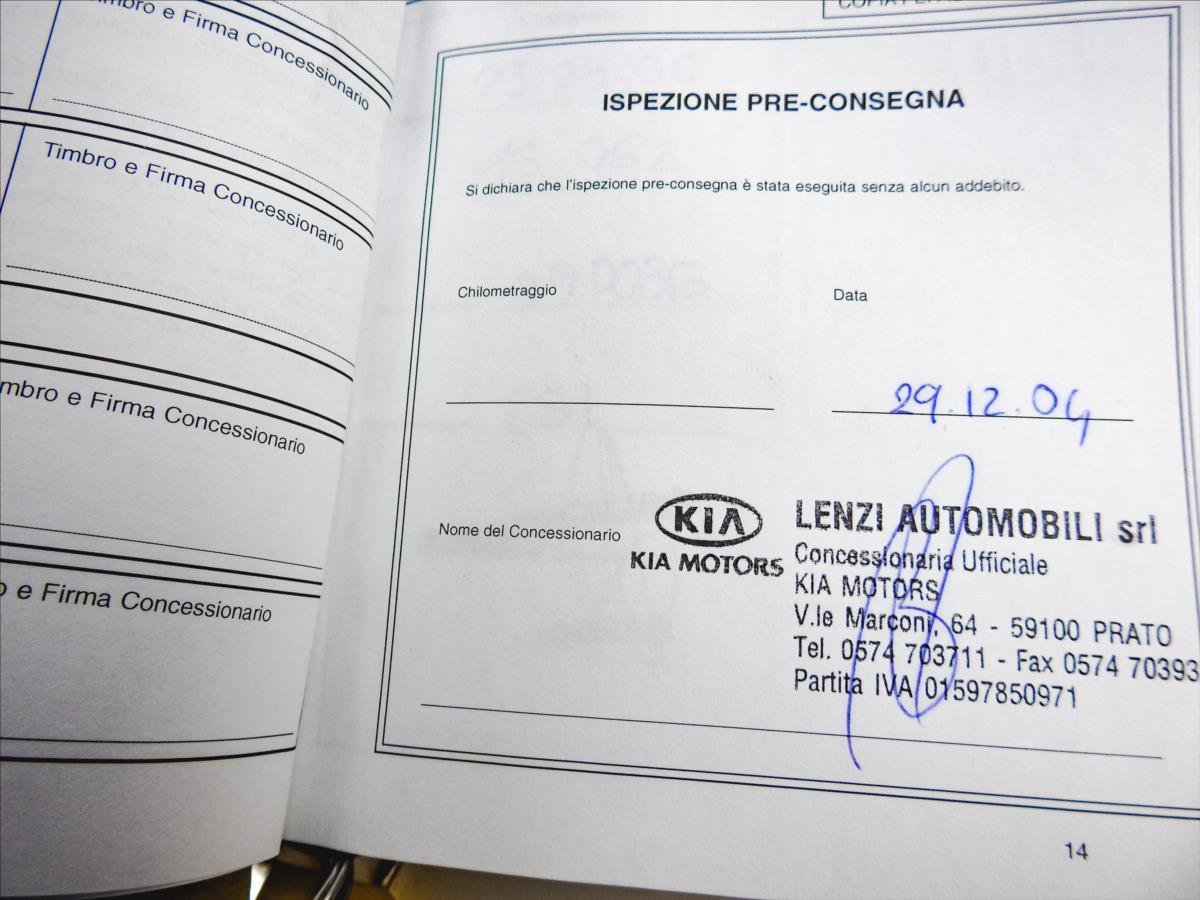 mbro e Firma Concessionario
Timbro e Firma Concessionario
mbro e Firma Concessionario
o e Firma Concessionario
ISPEZIONE PRE-CONSEGNA
Si dichiara che l'ispezione pre-consegna è stata eseguita senza alcun addebito.
Chilometraggio
Data
29.12.04
Nome del Concessionario
KIA
KIA MOTORS
LENZI AUTOMOBILI srl
Concessionaria Ufficiale
KIA MOTORS
V.le Marconi, 64 - 59100 PRATO
Tel. 0574 703711 - Fax 0574 70393
Partita IVA 01597850971
14